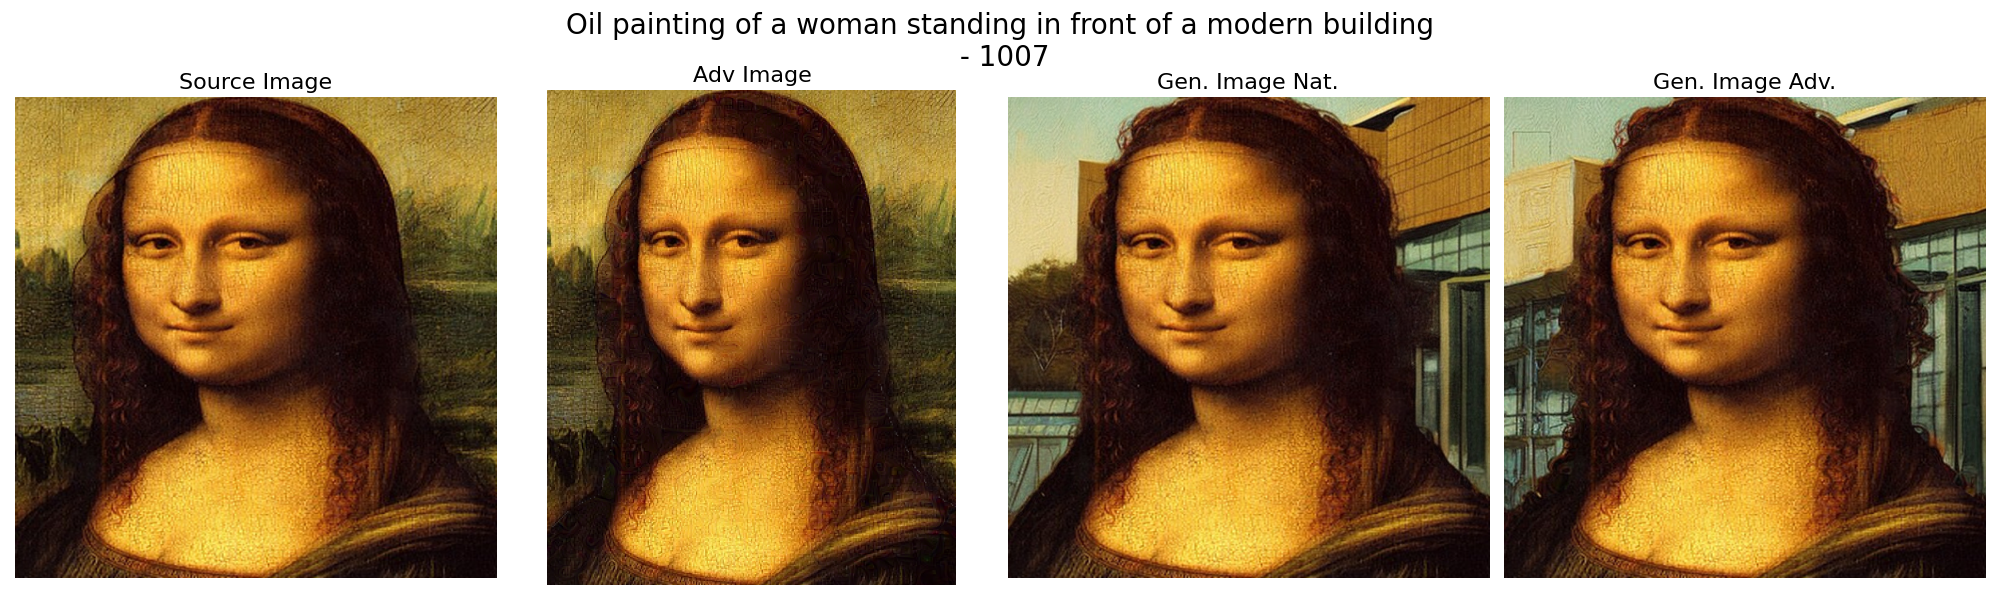 Oil painting of a woman standing in front of a modern building
- 1007
Source Image
Adv Image
Gen. Image Nat.
Gen. Image Adv.